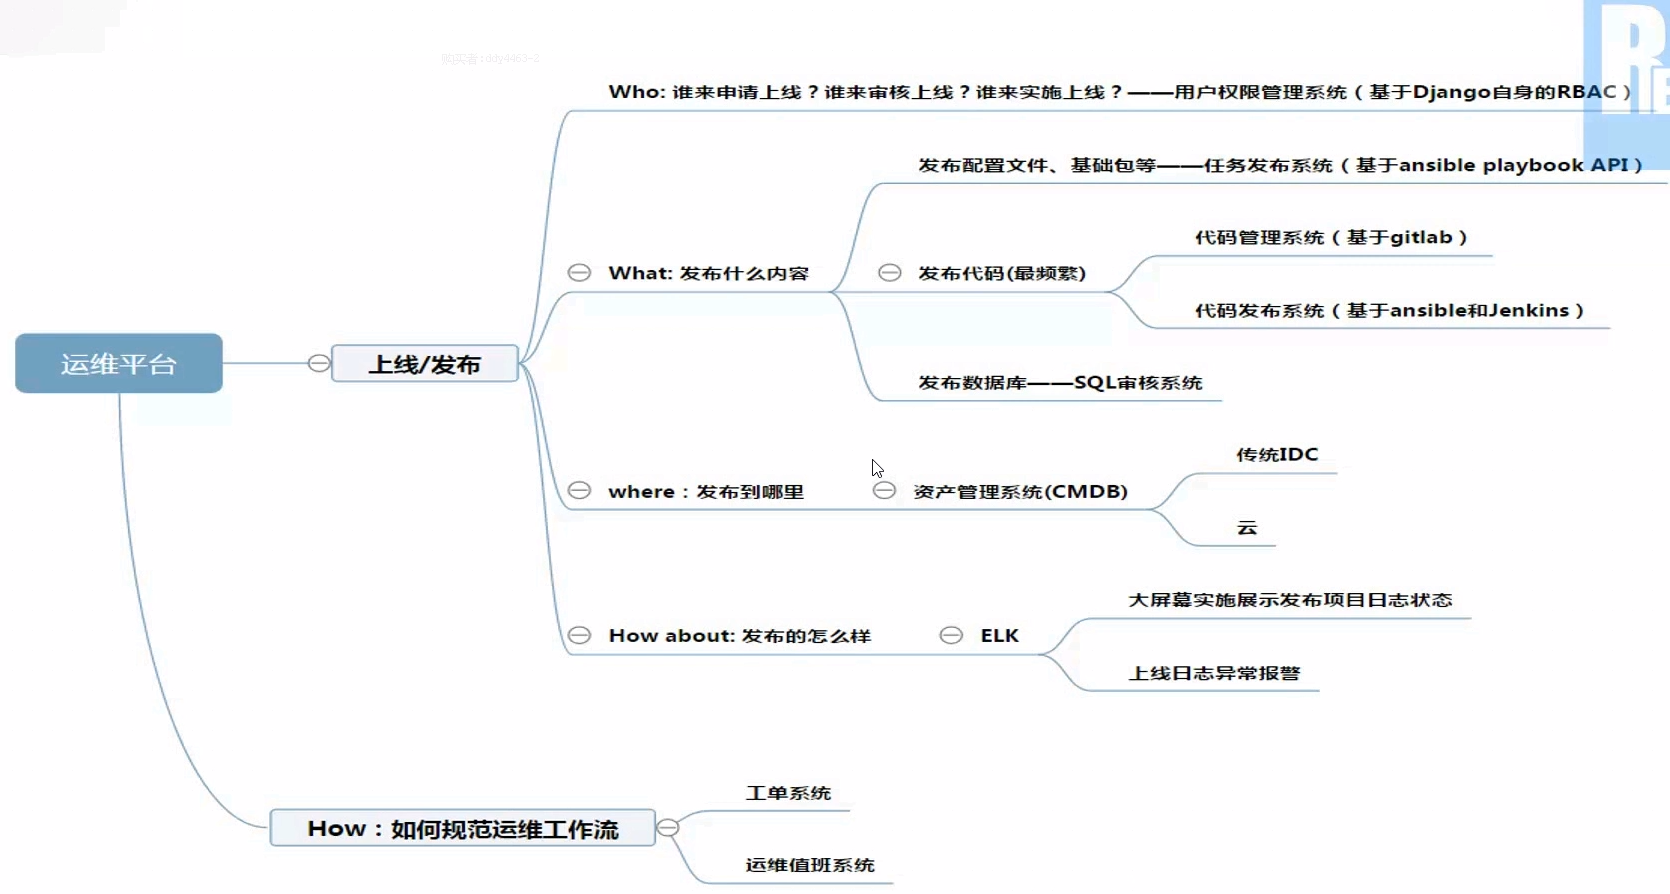 购买者:ddy4463-2
Who: 谁来申请上线？谁来审核上线？谁来实施上线？——用户权限管理系统（基于Django自身的RBAC）
发布配置文件、基础包等——任务发布系统（基于ansible playbook API）
代码管理系统（基于gitlab）
What: 发布什么内容
发布代码(最频繁)
代码发布系统（基于ansible和Jenkins）
运维平台
上线/发布
发布数据库——SQL审核系统
传统IDC
where：发布到哪里
资产管理系统(CMDB)
云
大屏幕实施展示发布项目日志状态
How about: 发布的怎么样
ELK
上线日志异常报警
工单系统
How：如何规范运维工作流
运维值班系统